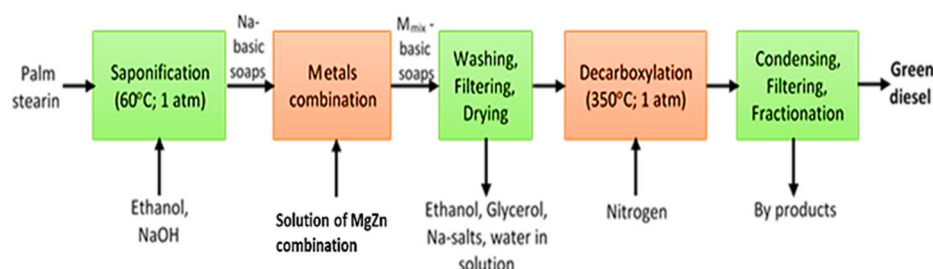 Palm
stearin
Saponification
(60°C; 1 atm)
Na-
basic
soaps
Metals
combination
Mmix -
basic
soaps
Washing,
Filtering,
Drying
Decarboxylation
(350°C; 1 atm)
Condensing,
Filtering,
Fractionation
Green
diesel
Ethanol,
NaOH
Solution of MgZn
combination
Ethanol, Glycerol,
Na-salts, water in
solution
Nitrogen
By products